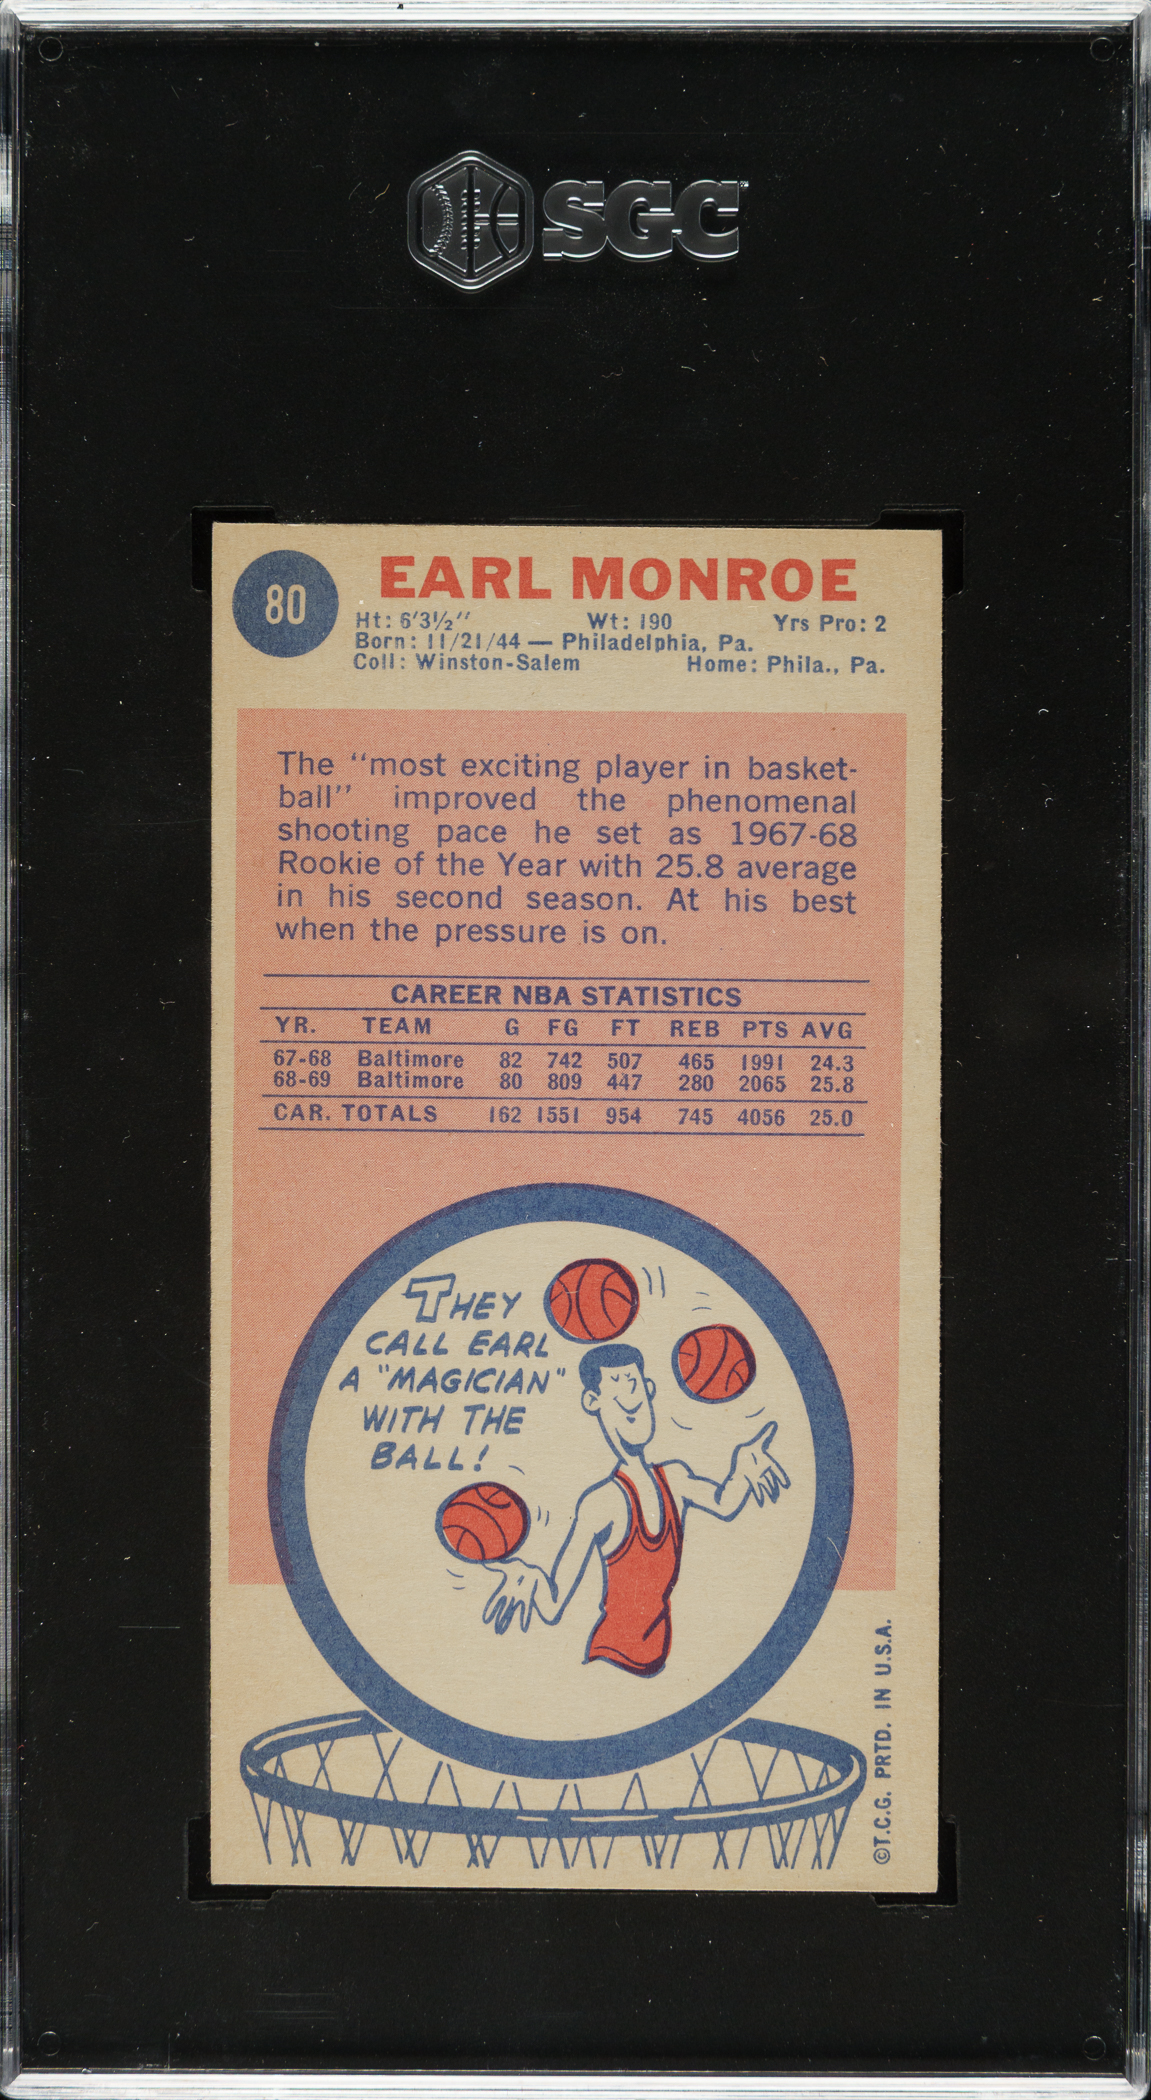 SGC
80
EARL MONROE
Ht: 6'3½" Wt: 190 Yrs Pro: 2
Born: 11/21/44 — Philadelphia, Pa.
Coll: Winston-Salem Home: Phila., Pa.
The "most exciting player in basket-
ball" improved the phenomenal
shooting pace he set as 1967-68
Rookie of the Year with 25.8 average
in his second season. At his best
when the pressure is on.
CAREER NBA STATISTICS
YR. TEAM G FG FT REB PTS AVG
67-68 Baltimore 82 742 507 465 1991 24.3
68-69 Baltimore 80 809 447 280 2065 25.8
CAR. TOTALS 162 1551 954 745 4056 25.0
THEY
CALL EARL
A "MAGICIAN"
WITH THE
BALL!
©T.C.G. PRTD. IN U.S.A.